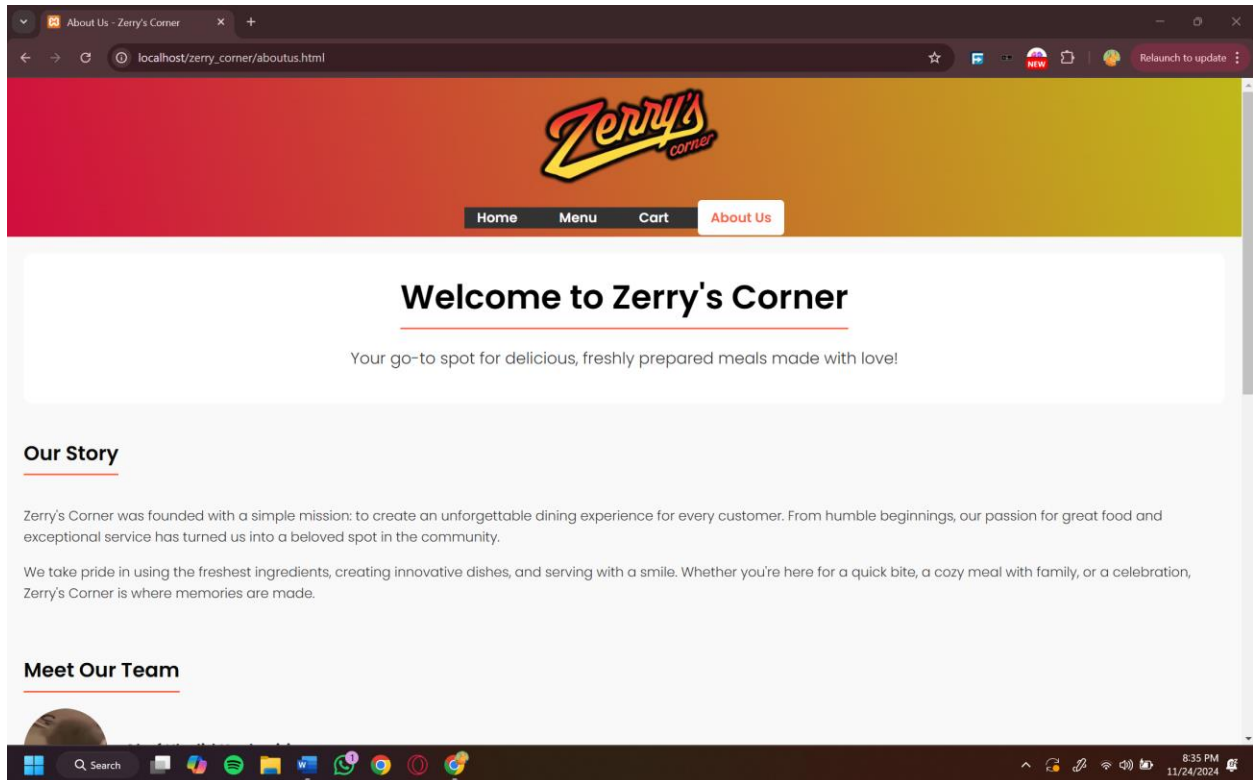 About Us - Zerry's Corner
localhost/zerry_corner/aboutus.html
NEW
Relaunch to update
Zerry's
corner
Home Menu Cart About Us
Welcome to Zerry's Corner
Your go-to spot for delicious, freshly prepared meals made with love!
Our Story
Zerry's Corner was founded with a simple mission: to create an unforgettable dining experience for every customer. From humble beginnings, our passion for great food and
exceptional service has turned us into a beloved spot in the community.
We take pride in using the freshest ingredients, creating innovative dishes, and serving with a smile. Whether you're here for a quick bite, a cozy meal with family, or a celebration,
Zerry's Corner is where memories are made.
Meet Our Team
Search
1
8:35 PM
11/24/2024